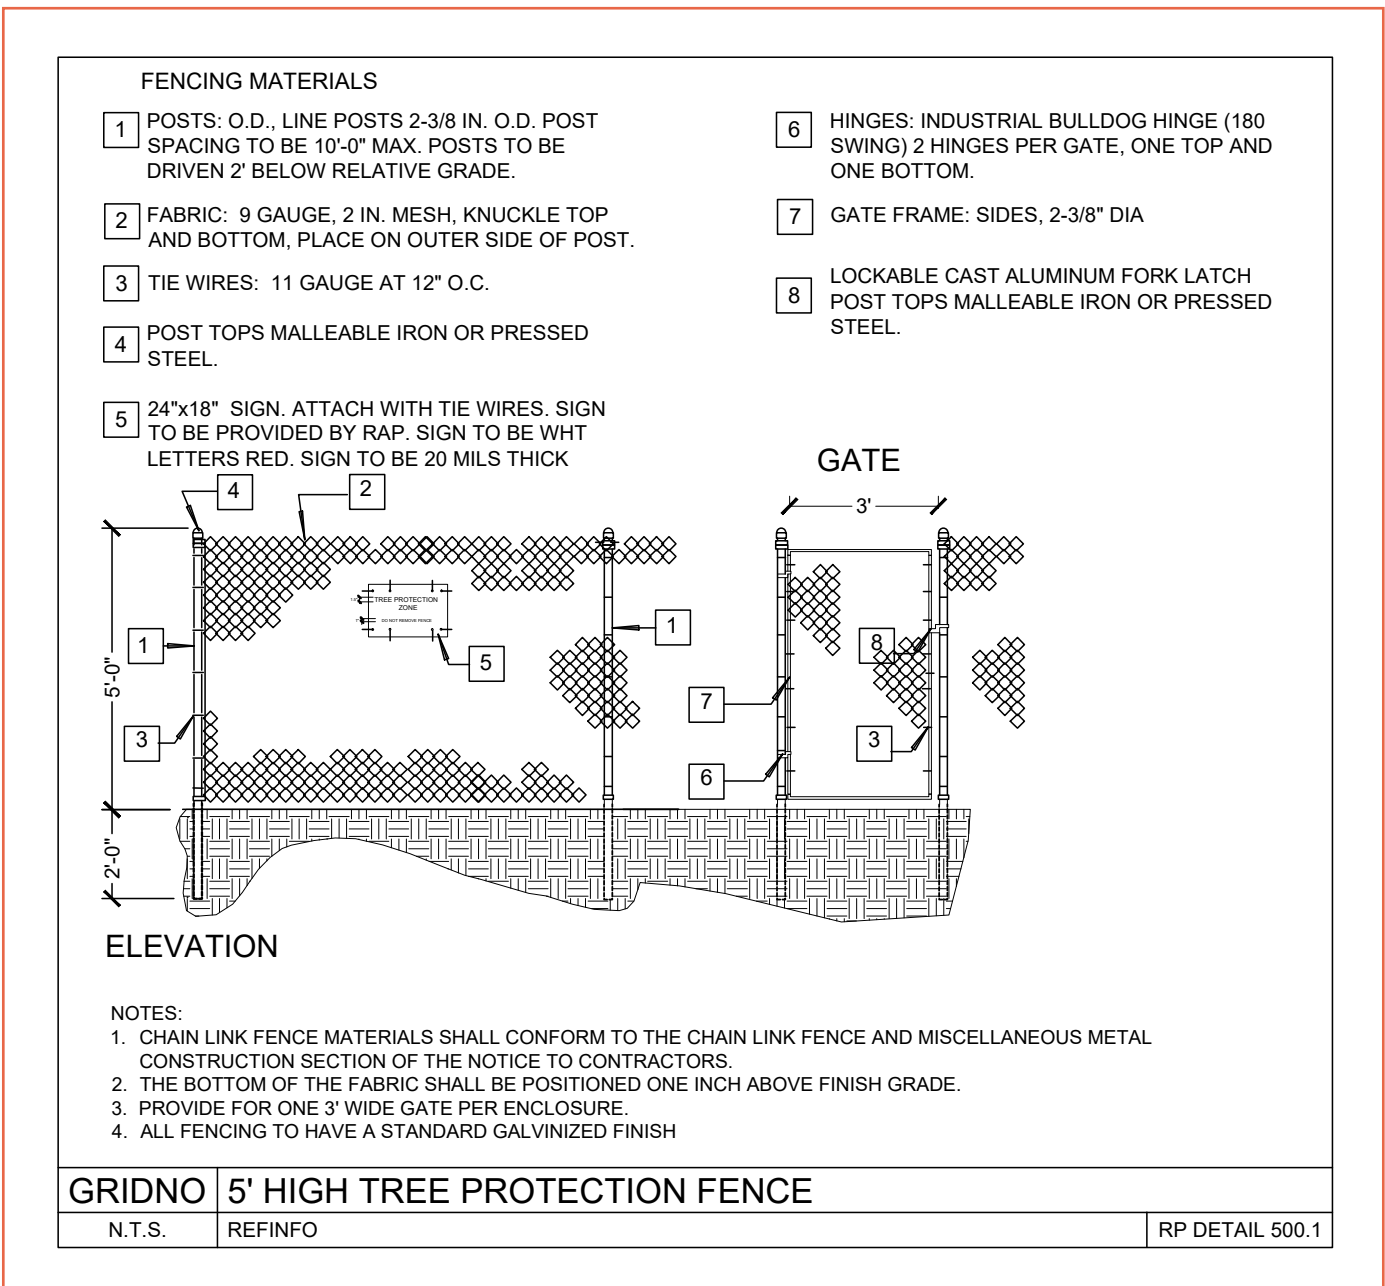 FENCING MATERIALS
1 POSTS: O.D., LINE POSTS 2-3/8 IN. O.D. POST
SPACING TO BE 10'-0" MAX. POSTS TO BE
DRIVEN 2' BELOW RELATIVE GRADE.
2 FABRIC: 9 GAUGE, 2 IN. MESH, KNUCKLE TOP
AND BOTTOM, PLACE ON OUTER SIDE OF POST.
3 TIE WIRES: 11 GAUGE AT 12" O.C.
4 POST TOPS MALLEABLE IRON OR PRESSED
STEEL.
5 24"x18" SIGN. ATTACH WITH TIE WIRES. SIGN
TO BE PROVIDED BY RAP. SIGN TO BE WHT
LETTERS RED. SIGN TO BE 20 MILS THICK
6 HINGES: INDUSTRIAL BULLDOG HINGE (180
SWING) 2 HINGES PER GATE, ONE TOP AND
ONE BOTTOM.
7 GATE FRAME: SIDES, 2-3/8" DIA
8 LOCKABLE CAST ALUMINUM FORK LATCH
POST TOPS MALLEABLE IRON OR PRESSED
STEEL.
GATE
4
2
3'
TREE PROTECTION
ZONE
DO NOT REMOVE FENCE
1
1
5
8
5'-0"
7
3
3
6
2'-0"
ELEVATION
NOTES:
1. CHAIN LINK FENCE MATERIALS SHALL CONFORM TO THE CHAIN LINK FENCE AND MISCELLANEOUS METAL
CONSTRUCTION SECTION OF THE NOTICE TO CONTRACTORS.
2. THE BOTTOM OF THE FABRIC SHALL BE POSITIONED ONE INCH ABOVE FINISH GRADE.
3. PROVIDE FOR ONE 3' WIDE GATE PER ENCLOSURE.
4. ALL FENCING TO HAVE A STANDARD GALVINIZED FINISH
GRIDNO 5' HIGH TREE PROTECTION FENCE
N.T.S. REFINFO RP DETAIL 500.1